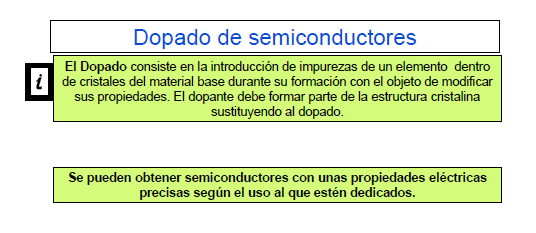 Dopado de semiconductores
El Dopado consiste en la introducción de impurezas de un elemento dentro
de cristales del material base durante su formación con el objeto de modificar
sus propiedades. El dopante debe formar parte de la estructura cristalina
sustituyendo al dopado.
i
Se pueden obtener semiconductores con unas propiedades eléctricas
precisas según el uso al que estén dedicados.